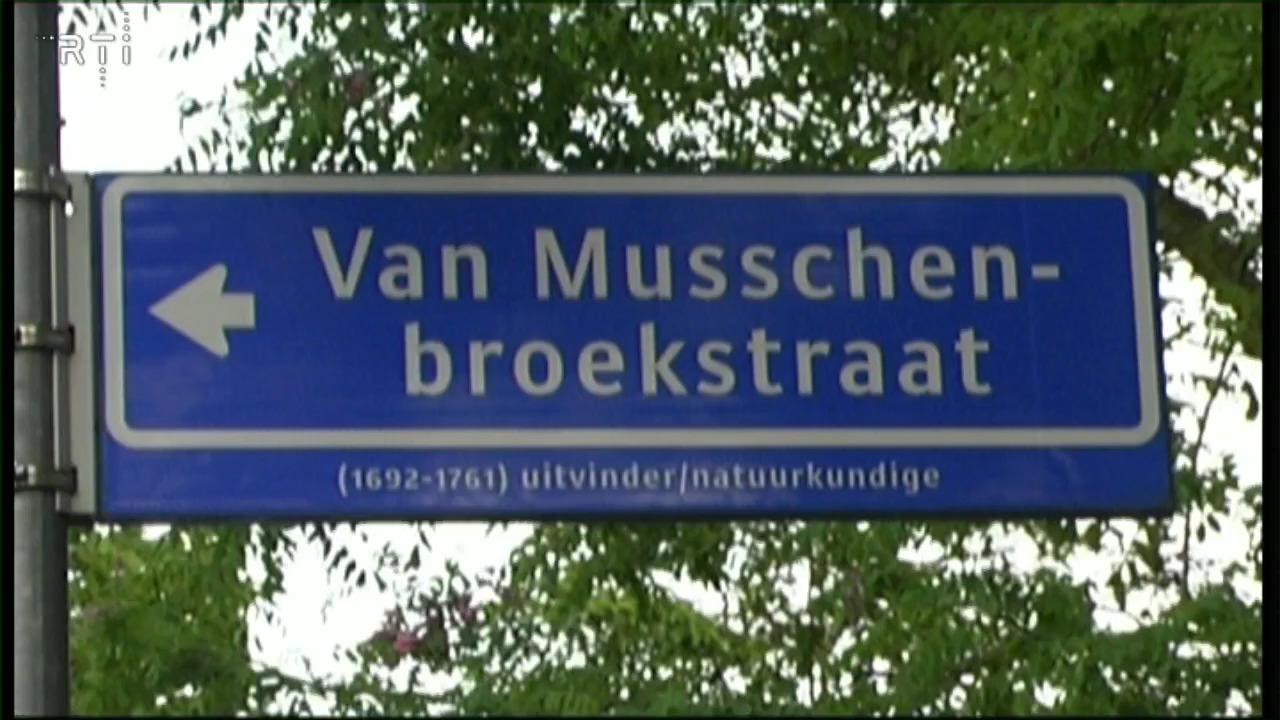 RTI
Van Musschen-
broekstraat
(1692-1761) uitvinder/natuurkundige